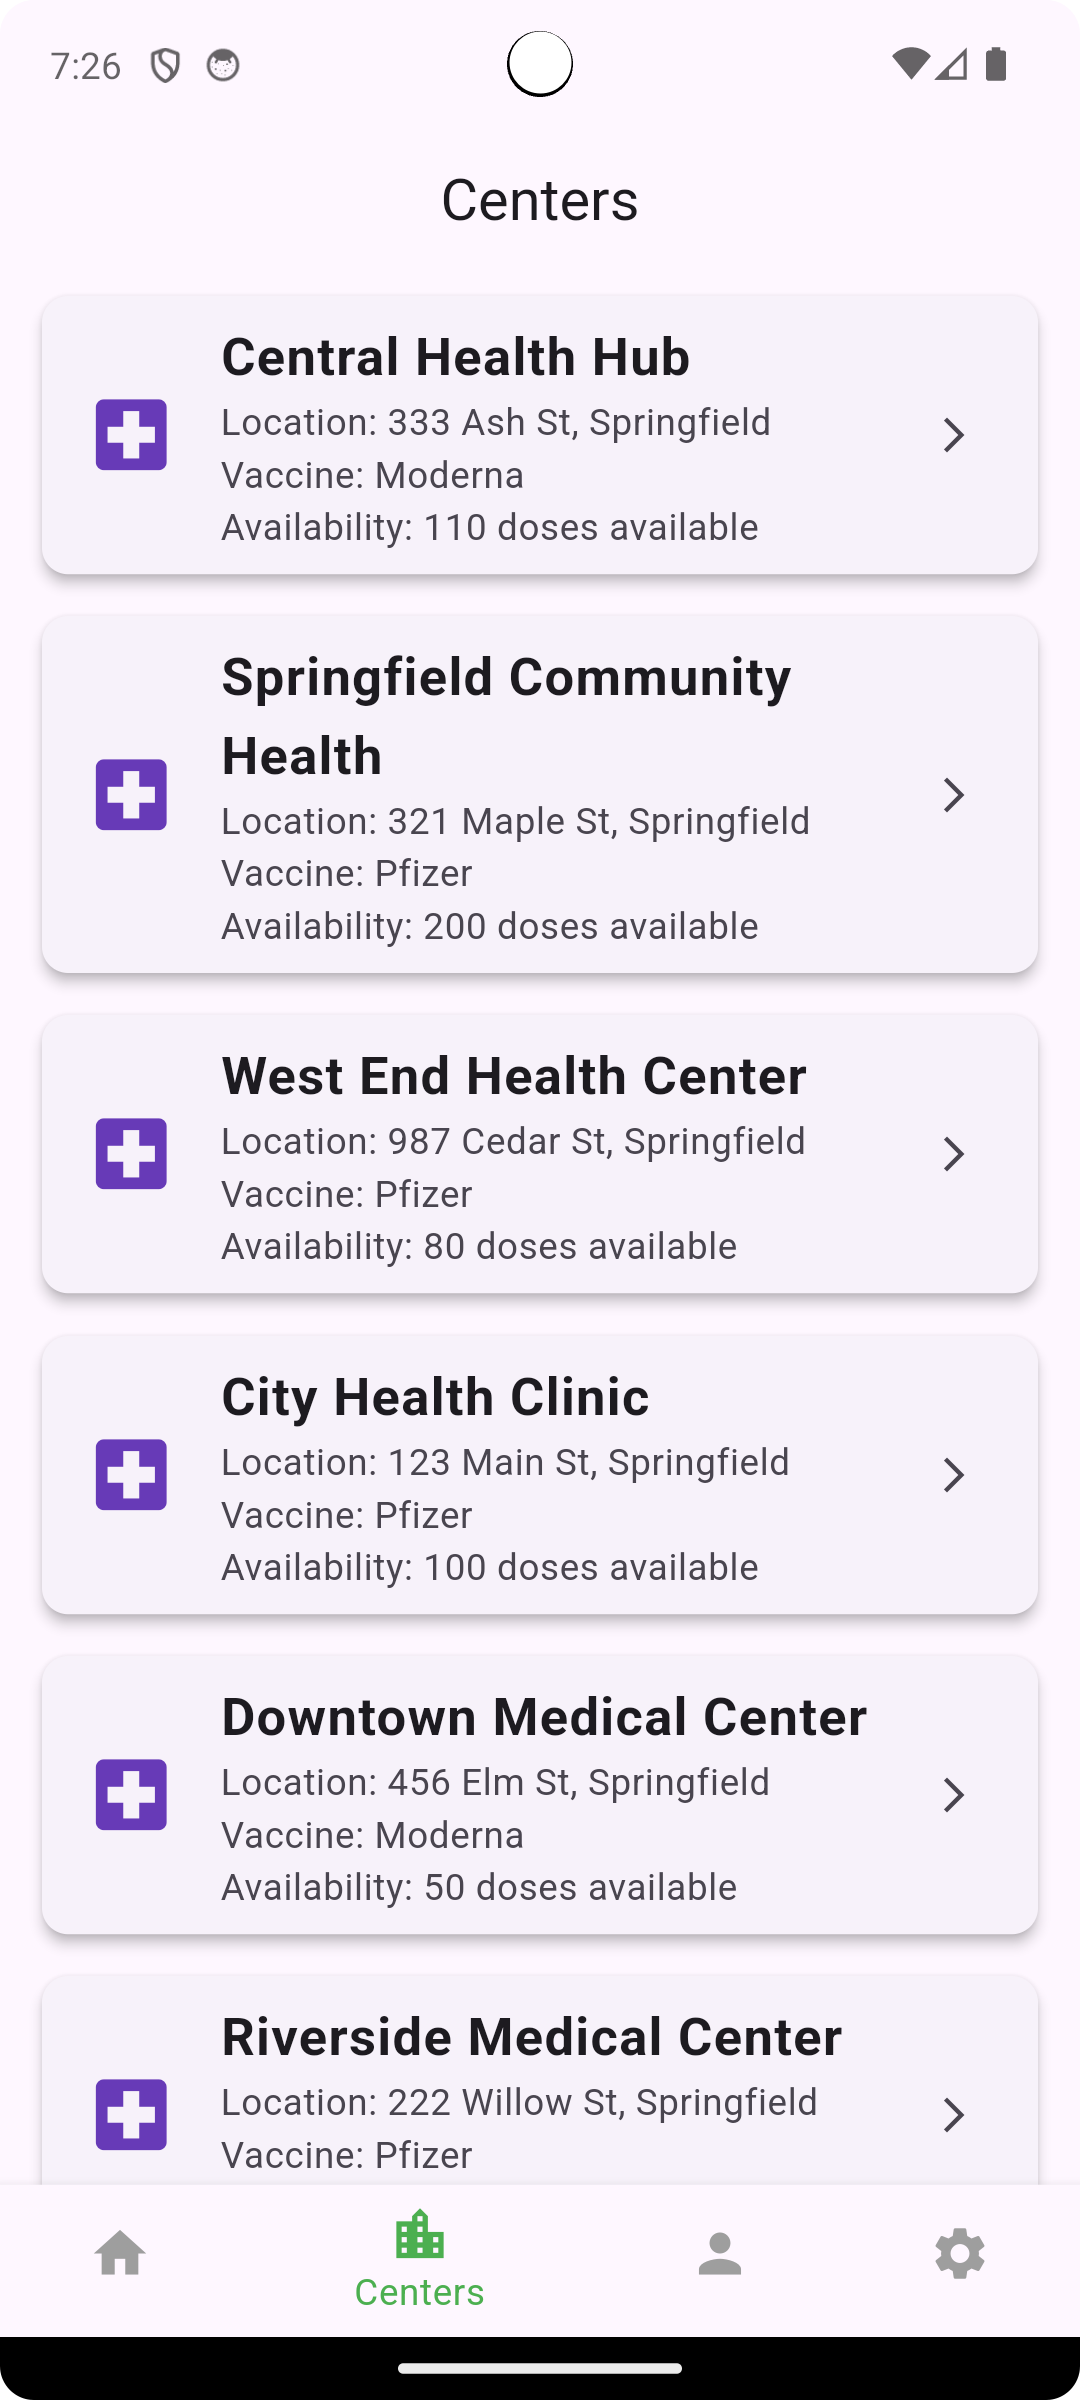 7:26
Centers
Central Health Hub
Location: 333 Ash St, Springfield
Vaccine: Moderna
Availability: 110 doses available
Springfield Community
Health
Location: 321 Maple St, Springfield
Vaccine: Pfizer
Availability: 200 doses available
West End Health Center
Location: 987 Cedar St, Springfield
Vaccine: Pfizer
Availability: 80 doses available
City Health Clinic
Location: 123 Main St, Springfield
Vaccine: Pfizer
Availability: 100 doses available
Downtown Medical Center
Location: 456 Elm St, Springfield
Vaccine: Moderna
Availability: 50 doses available
Riverside Medical Center
Location: 222 Willow St, Springfield
Vaccine: Pfizer
Centers